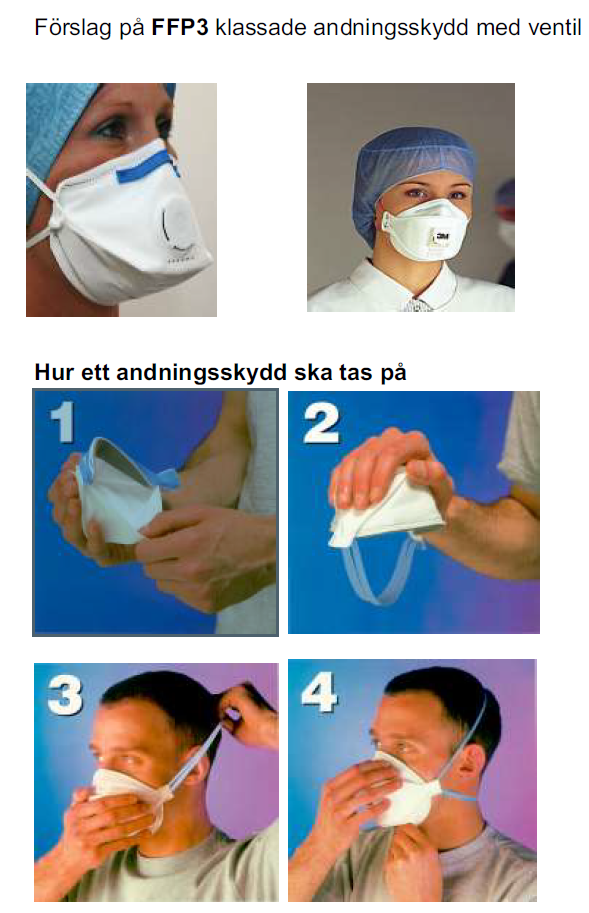 Förslag på FFP3 klassade andningsskydd med ventil
3M
Hur ett andningsskydd ska tas på
1
2
3
4